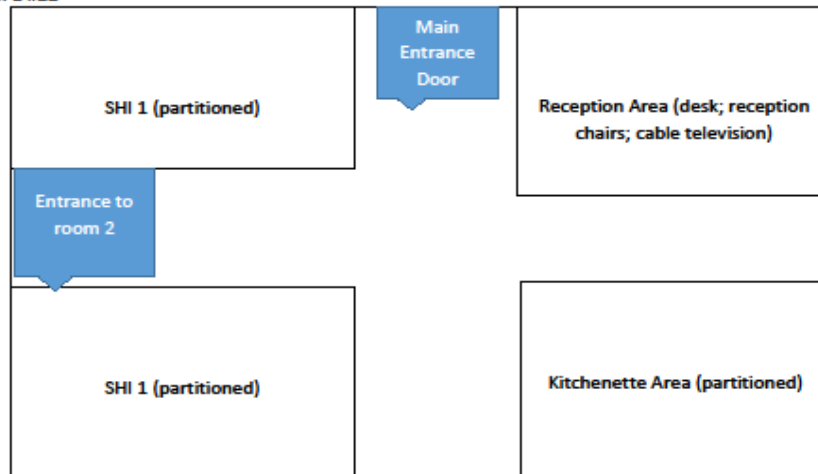 Main
Entrance
Door
SHI 1 (partitioned)
Reception Area (desk; reception
chairs; cable television)
Entrance to
room 2
SHI 1 (partitioned)
Kitchenette Area (partitioned)